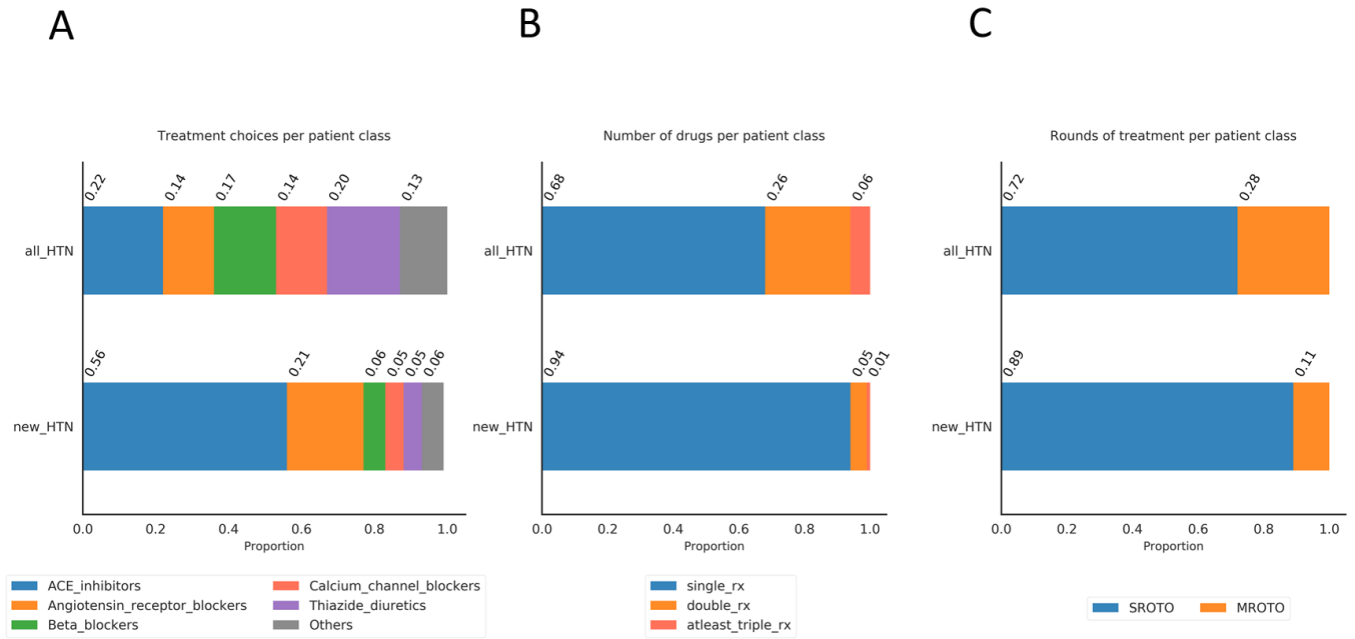 A
B
C
Treatment choices per patient class
Number of drugs per patient class
Rounds of treatment per patient class
0.22 0.14 0.17 0.14 0.20 0.13
all_HTN
0.56 0.21 0.06 0.05 0.05 0.06
new_HTN
0.0 0.2 0.4 0.6 0.8 1.0
Proportion
0.68 0.26 0.06
all_HTN
0.94 0.05 0.01
new_HTN
0.0 0.2 0.4 0.6 0.8 1.0
Proportion
0.72 0.28
all_HTN
0.89 0.11
new_HTN
0.0 0.2 0.4 0.6 0.8 1.0
Proportion
ACE_inhibitors
Angiotensin_receptor_blockers
Beta_blockers
Calcium_channel_blockers
Thiazide_diuretics
Others
single_rx
double_rx
atleast_triple_rx
SROTO MROTO